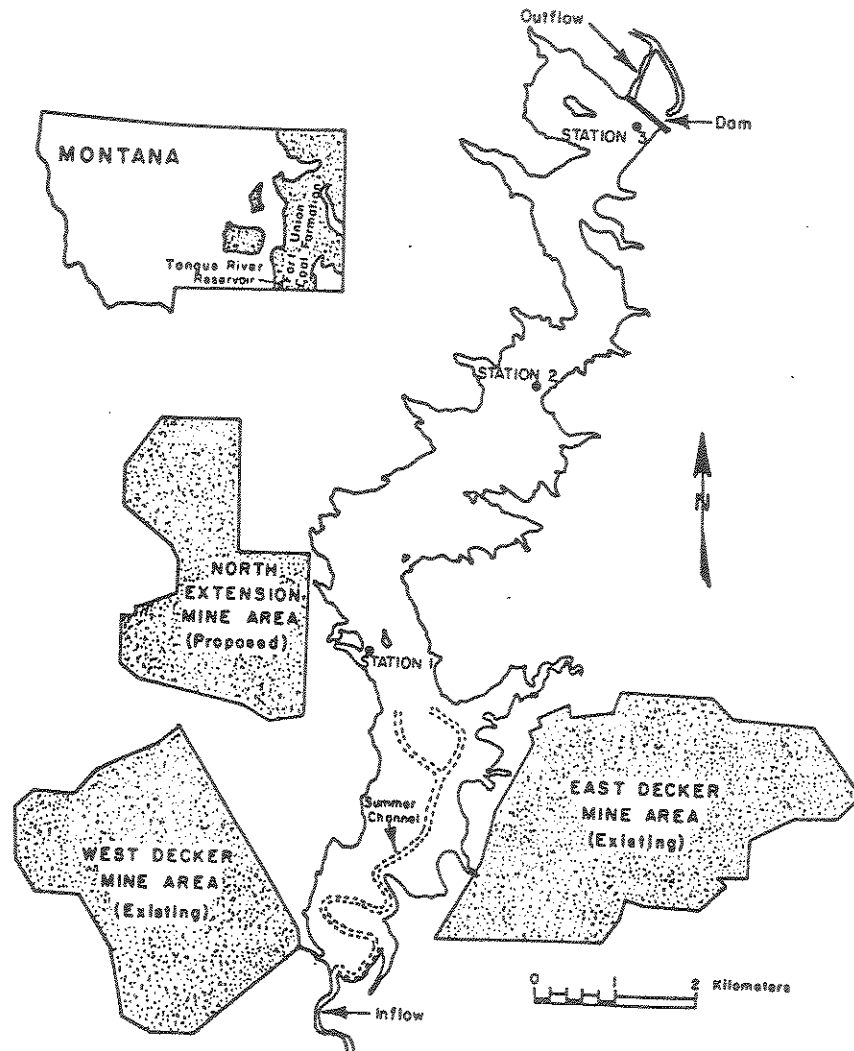 Outflow
Dam
STATION 3
MONTANA
Fort Union
Coal Formation
Tongue River
Reservoir
STATION 2
N
NORTH
EXTENSION
MINE AREA
(Proposed)
STATION 1
Summer
Channel
EAST DECKER
MINE AREA
(Existing)
WEST DECKER
MINE AREA
(Existing)
0 1 2 Kilometers
Inflow